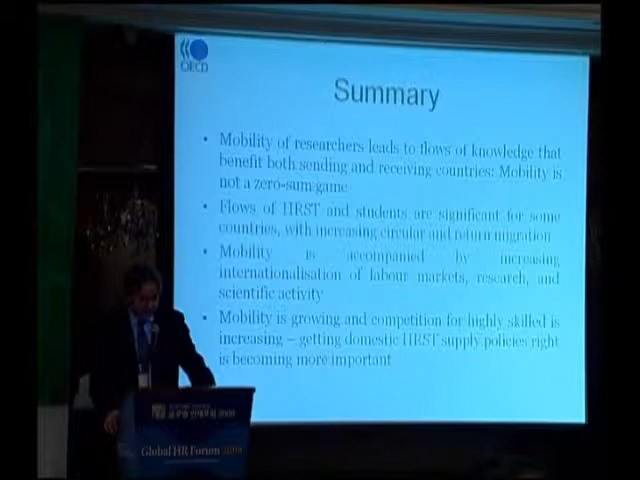 OECD
Summary
• Mobility of researchers leads to flows of knowledge that
benefit both sending and receiving countries: Mobility is
not a zero-sum game
• Flows of HRST and students are significant for some
countries, with increasing circular and return migration
• Mobility is accompanied by increasing
internationalisation of labour markets, research, and
scientific activity
• Mobility is growing and competition for highly skilled is
increasing – getting domestic HRST supply policies right
is becoming more important
Global HR Forum